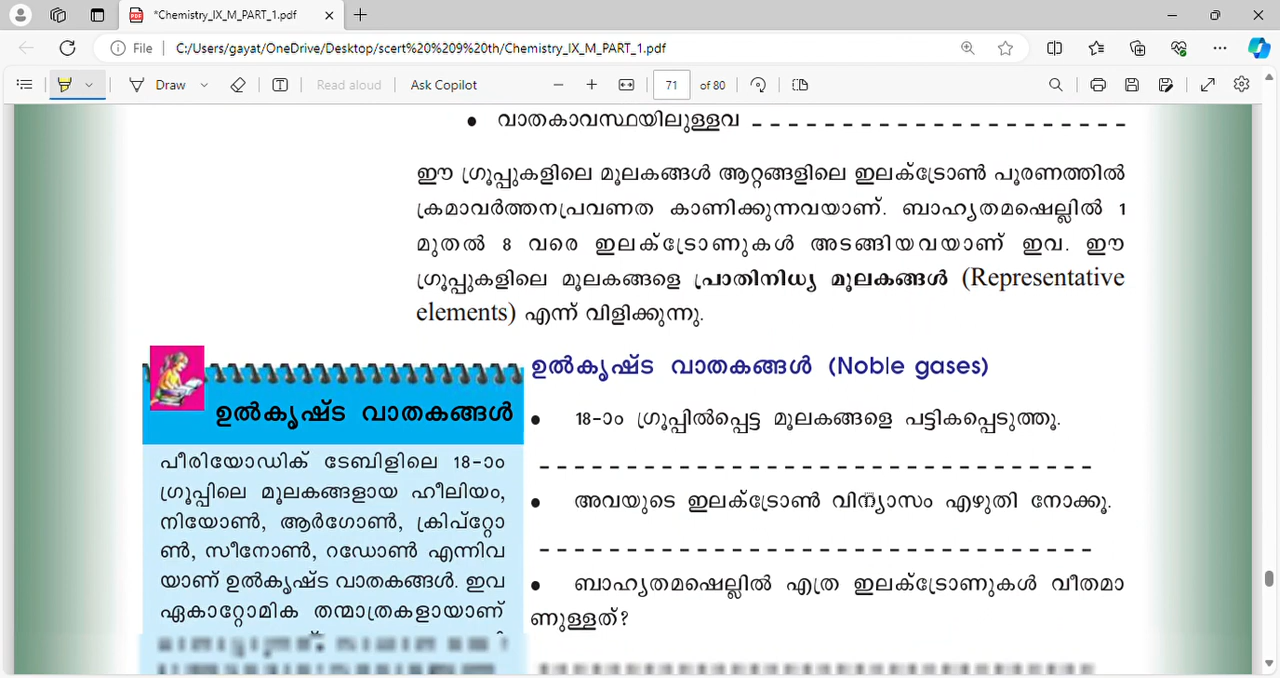 *Chemistry_IX_M_PART_1.pdf
File C:/Users/gayat/OneDrive/Desktop/scert%20%209%20th/Chemistry_IX_M_PART_1.pdf
Draw Read aloud Ask Copilot 71 of 80
• വാതകാവസ്ഥയിലുള്ളവ
ഈ ഗ്രൂപ്പുകളിലെ മൂലകങ്ങൾ ആറ്റങ്ങളിലെ ഇലക്ട്രോൺ പൂരണത്തിൽ
ക്രമാവർത്തനപ്രവണത കാണിക്കുന്നവയാണ്. ബാഹ്യതമഷെല്ലിൽ 1
മുതൽ 8 വരെ ഇലക്ട്രോണുകൾ അടങ്ങിയവയാണ് ഇവ. ഈ
ഗ്രൂപ്പുകളിലെ മൂലകങ്ങളെ പ്രാതിനിധ്യ മൂലകങ്ങൾ (Representative
elements) എന്ന് വിളിക്കുന്നു.
ഉൽകൃഷ്ട വാതകങ്ങൾ
പീരിയോഡിക് ടേബിളിലെ 18-ാം
ഗ്രൂപ്പിലെ മൂലകങ്ങളായ ഹീലിയം,
നിയോൺ, ആർഗോൺ, ക്രിപ്റ്റോ
ൺ, സീനോൺ, റഡോൺ എന്നിവ
യാണ് ഉൽകൃഷ്ട വാതകങ്ങൾ. ഇവ
ഏകാറ്റോമിക തന്മാത്രകളായാണ്
ഉൽകൃഷ്ട വാതകങ്ങൾ (Noble gases)
• 18-ാം ഗ്രൂപ്പിൽപ്പെട്ട മൂലകങ്ങളെ പട്ടികപ്പെടുത്തൂ.
• അവയുടെ ഇലക്ട്രോൺ വിന്യാസം എഴുതി നോക്കൂ.
• ബാഹ്യതമഷെല്ലിൽ എത്ര ഇലക്ട്രോണുകൾ വീതമാ
ണുള്ളത്?